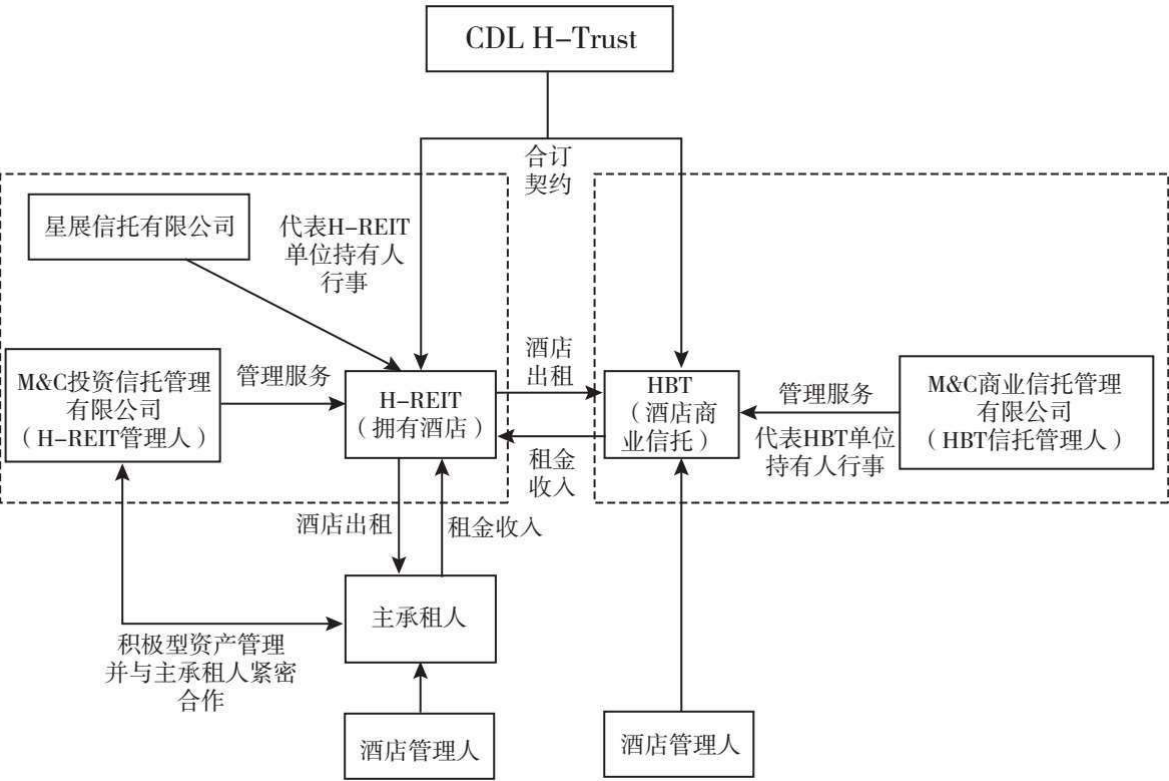 CDL H-Trust
合订
契约
星展信托有限公司
代表H-REIT
单位持有人
行事
M&C投资信托管理
有限公司
（H-REIT管理人）
管理服务
H-REIT
（拥有酒店）
酒店
出租
租金
收入
HBT
（酒店商
业信托）
管理服务
代表HBT单位
持有人行事
M&C商业信托管理
有限公司
（HBT信托管理人）
酒店出租
租金收入
主承租人
积极型资产管理
并与主承租人紧密
合作
酒店管理人
酒店管理人